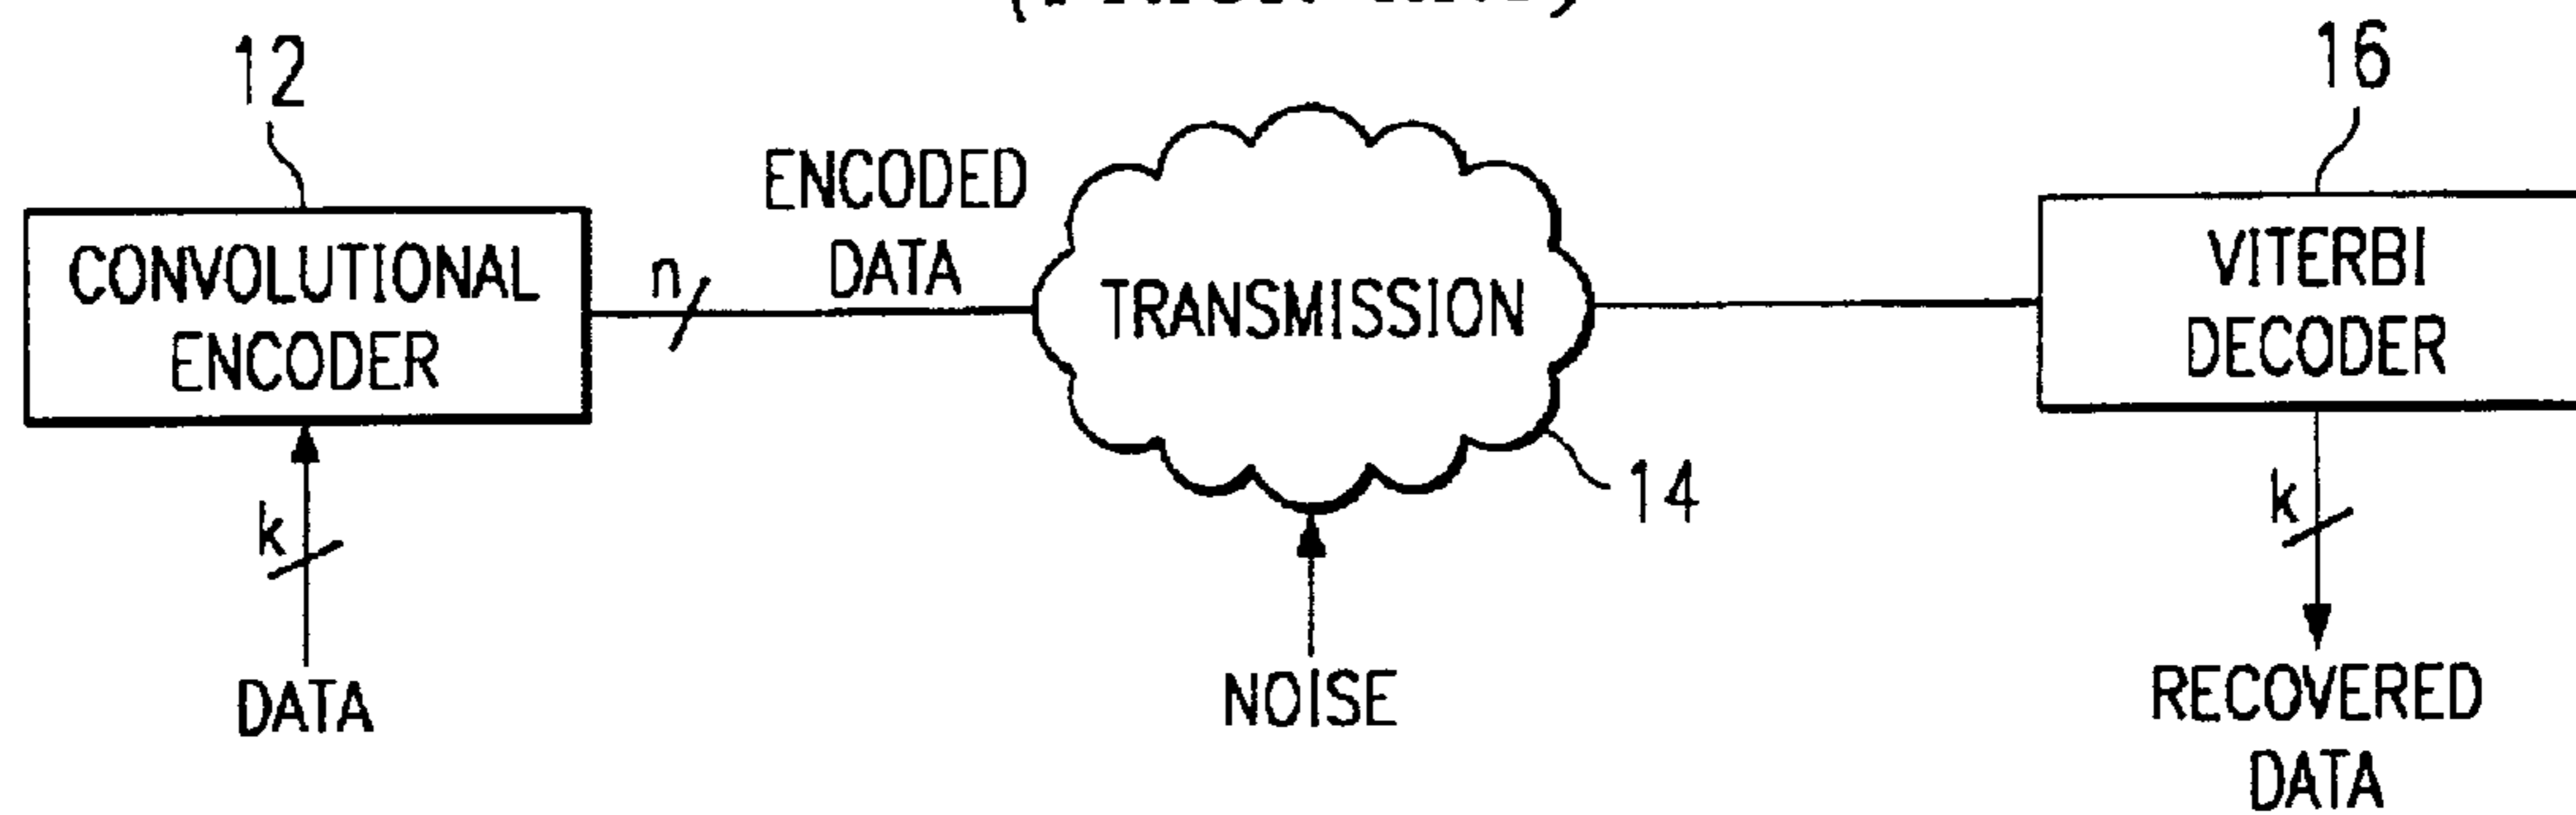 12
16
ENCODED
DATA
n
CONVOLUTIONAL
ENCODER
TRANSMISSION
VITERBI
DECODER
14
k
k
DATA
NOISE
RECOVERED
DATA